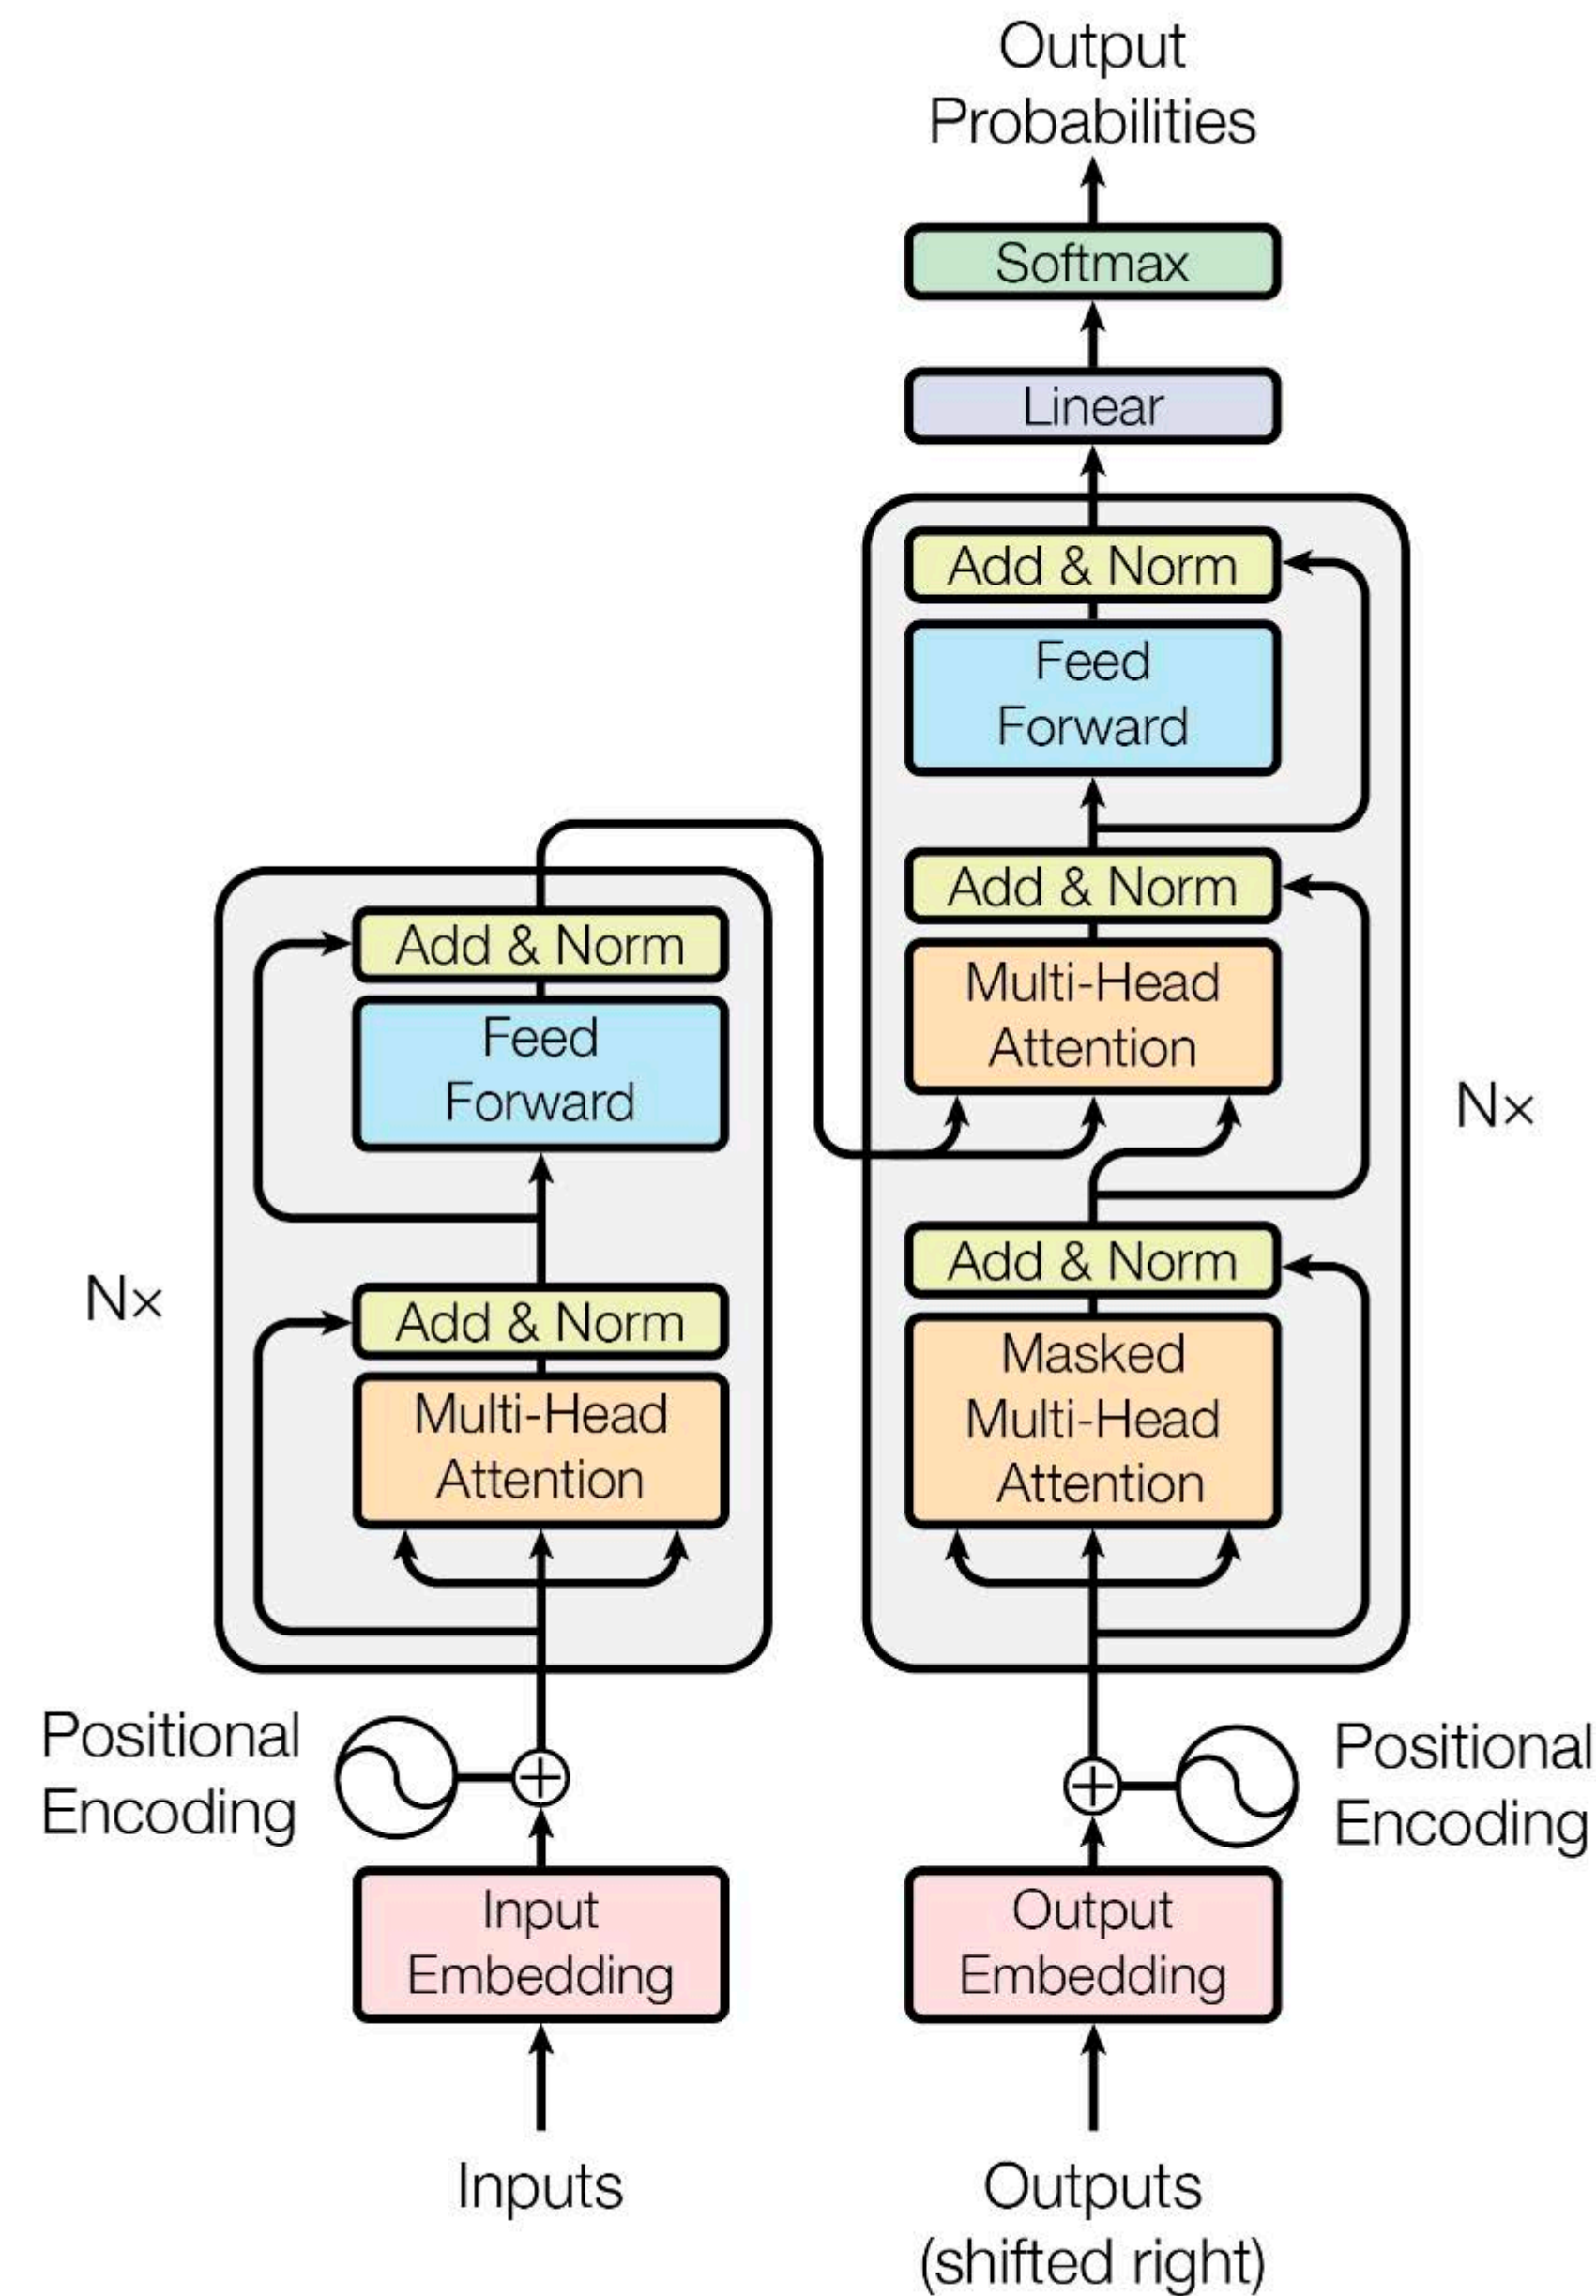 Output
Probabilities
Softmax
Linear
Add & Norm
Feed
Forward
Add & Norm
Multi-Head
Attention
Nx
Add & Norm
Masked
Multi-Head
Attention
Add & Norm
Feed
Forward
Nx
Add & Norm
Multi-Head
Attention
Positional
Encoding
Positional
Encoding
Input
Embedding
Output
Embedding
Inputs
Outputs
(shifted right)